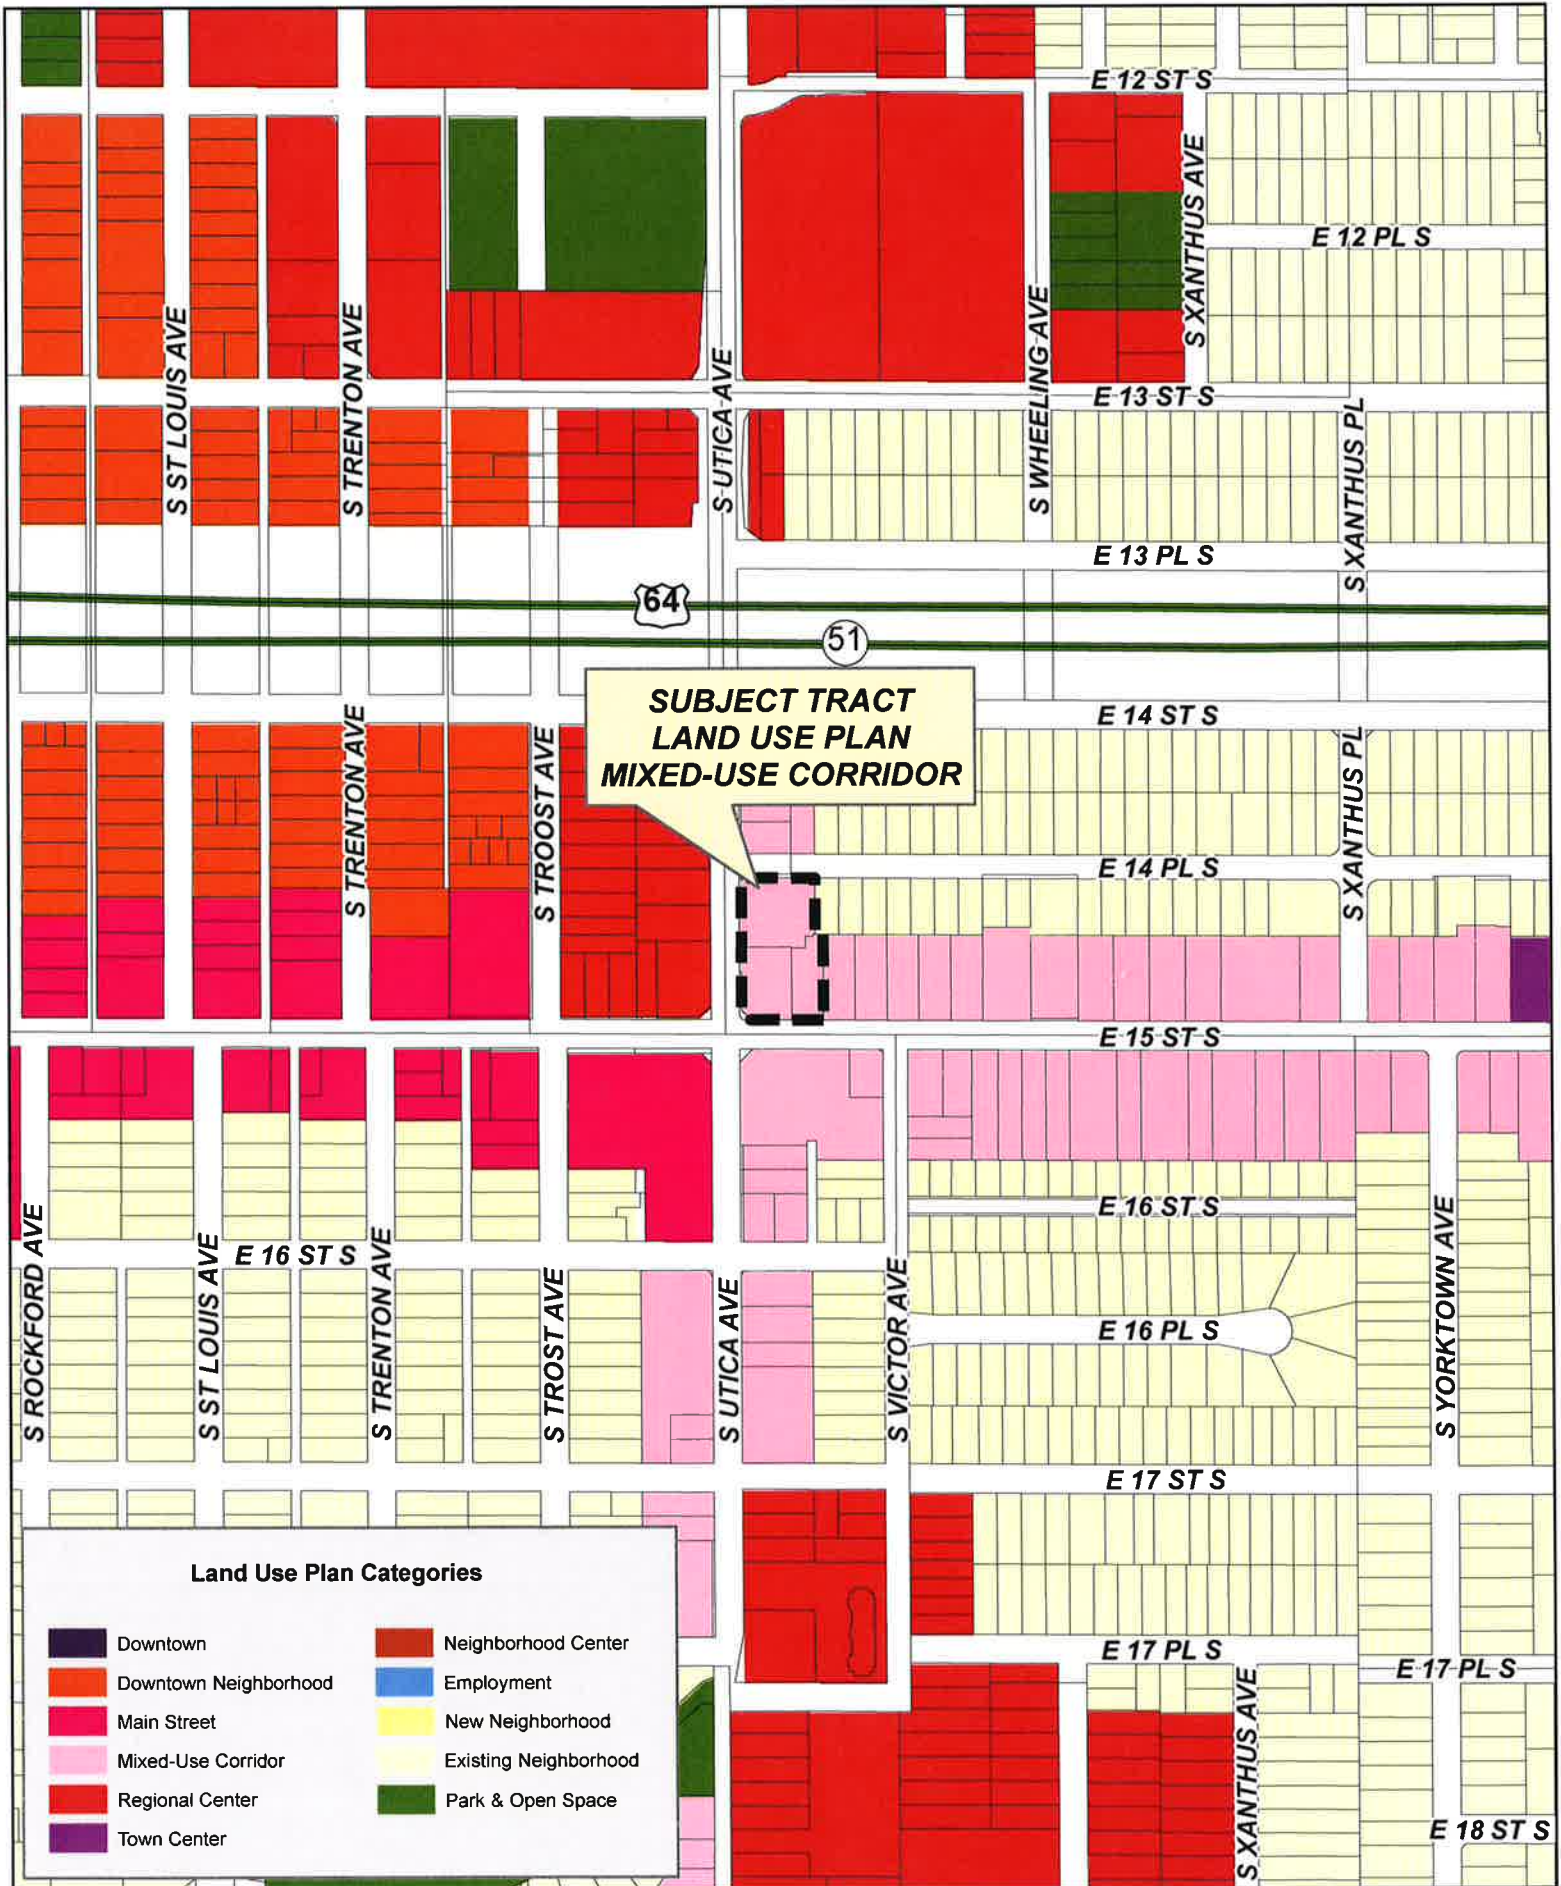 E 12 ST S
S XANTHUS AVE
E 12 PL S
S ST LOUIS AVE
S TRENTON AVE
S UTICA AVE
S WHEELING AVE
E 13 ST S
S XANTHUS PL
E 13 PL S
64
51
SUBJECT TRACT
LAND USE PLAN
MIXED-USE CORRIDOR
E 14 ST S
S TRENTON AVE
S TROOST AVE
S XANTHUS PL
E 14 PL S
E 15 ST S
S ROCKFORD AVE
S ST LOUIS AVE
E 16 ST S
S TRENTON AVE
S TROST AVE
S UTICA AVE
S VICTOR AVE
E 16 ST S
E 16 PL S
S YORKTOWN AVE
E 17 ST S
E 17 PL S
E 17 PL S
S XANTHUS AVE
E 18 ST S
Land Use Plan Categories
Downtown
Downtown Neighborhood
Main Street
Mixed-Use Corridor
Regional Center
Town Center
Neighborhood Center
Employment
New Neighborhood
Existing Neighborhood
Park & Open Space